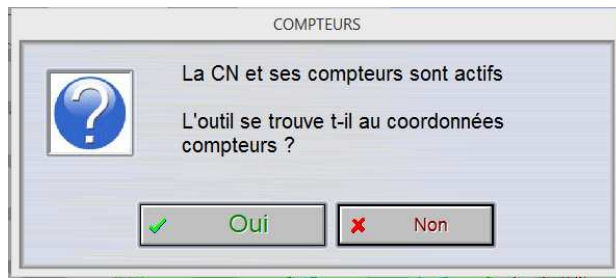 COMPTEURS
La CN et ses compteurs sont actifs
L'outil se trouve t-il au coordonnées
compteurs ?
Oui
Non